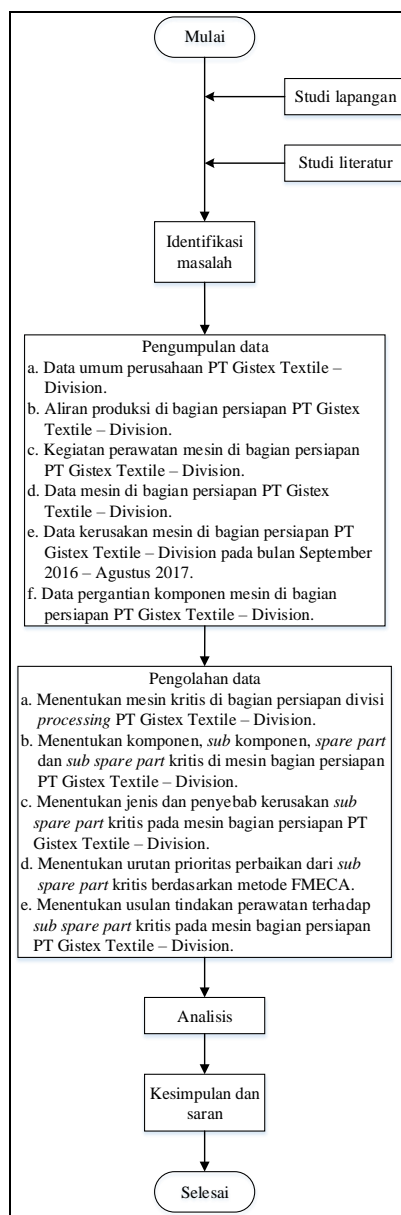 Mulai
Studi lapangan
Studi literatur
Identifikasi
masalah
Pengumpulan data
a. Data umum perusahaan PT Gistex Textile –
Division.
b. Aliran produksi di bagian persiapan PT Gistex
Textile – Division.
c. Kegiatan perawatan mesin di bagian persiapan
PT Gistex Textile – Division.
d. Data mesin di bagian persiapan PT Gistex
Textile – Division.
e. Data kerusakan mesin di bagian persiapan PT
Gistex Textile – Division pada bulan September
2016 – Agustus 2017.
f. Data pergantian komponen mesin di bagian
persiapan PT Gistex Textile – Division.
Pengolahan data
a. Menentukan mesin kritis di bagian persiapan divisi
processing PT Gistex Textile – Division.
b. Menentukan komponen, sub komponen, spare part
dan sub spare part kritis di mesin bagian persiapan
PT Gistex Textile – Division.
c. Menentukan jenis dan penyebab kerusakan sub
spare part kritis pada mesin bagian persiapan PT
Gistex Textile – Division.
d. Menentukan urutan prioritas perbaikan dari sub
spare part kritis berdasarkan metode FMECA.
e. Menentukan usulan tindakan perawatan terhadap
sub spare part kritis pada mesin bagian persiapan
PT Gistex Textile – Division.
Analisis
Kesimpulan dan
saran
Selesai